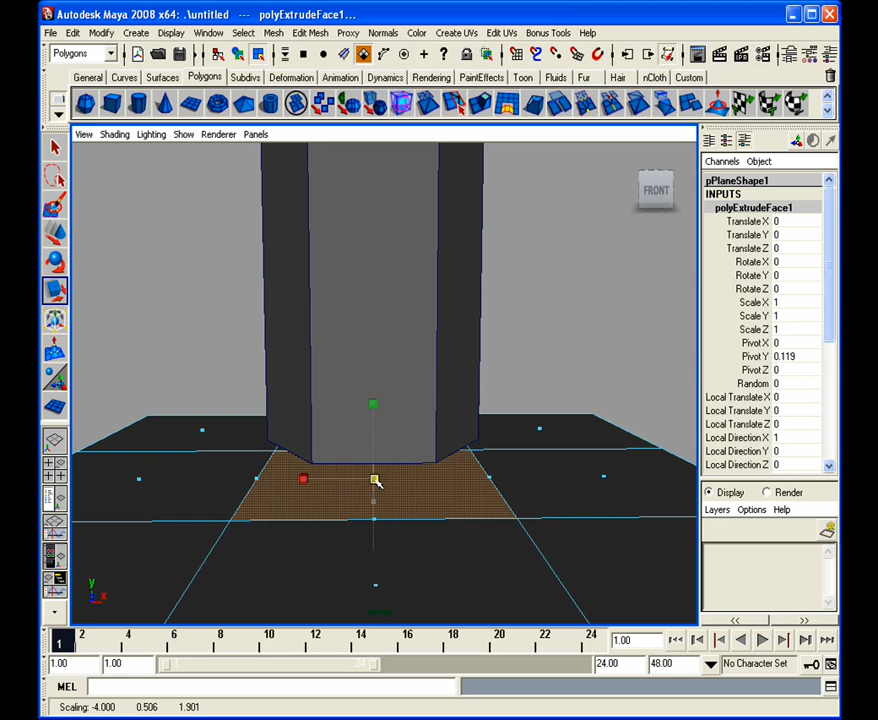 Autodesk Maya 2008 x64: .\untitled --- polyExtrudeFace1...
File Edit Modify Create Display Window Select Mesh Edit Mesh Proxy Normals Color Create UVs Edit UVs Bonus Tools Help
Polygons
General Curves Surfaces Polygons Subdivs Deformation Animation Dynamics Rendering PaintEffects Toon Fluids Fur Hair nCloth Custom
View Shading Lighting Show Renderer Panels
FRONT
y
x
Channels Object
pPlaneShape1
INPUTS
polyExtrudeFace1
Translate X 0
Translate Y 0
Translate Z 0
Rotate X 0
Rotate Y 0
Rotate Z 0
Scale X 1
Scale Y 1
Scale Z 1
Pivot X 0
Pivot Y 0.119
Pivot Z 0
Random 0
Local Translate X 0
Local Translate Y 0
Local Translate Z 0
Local Direction X 1
Local Direction Y 0
Local Direction Z 0
Display Render
Layers Options Help
<< >>
1 2 4 6 8 10 12 14 16 18 20 22 24 1.00
1.00 1.00 1 24 24.00 48.00 No Character Set
MEL
Scaling: -4.000 0.506 1.901